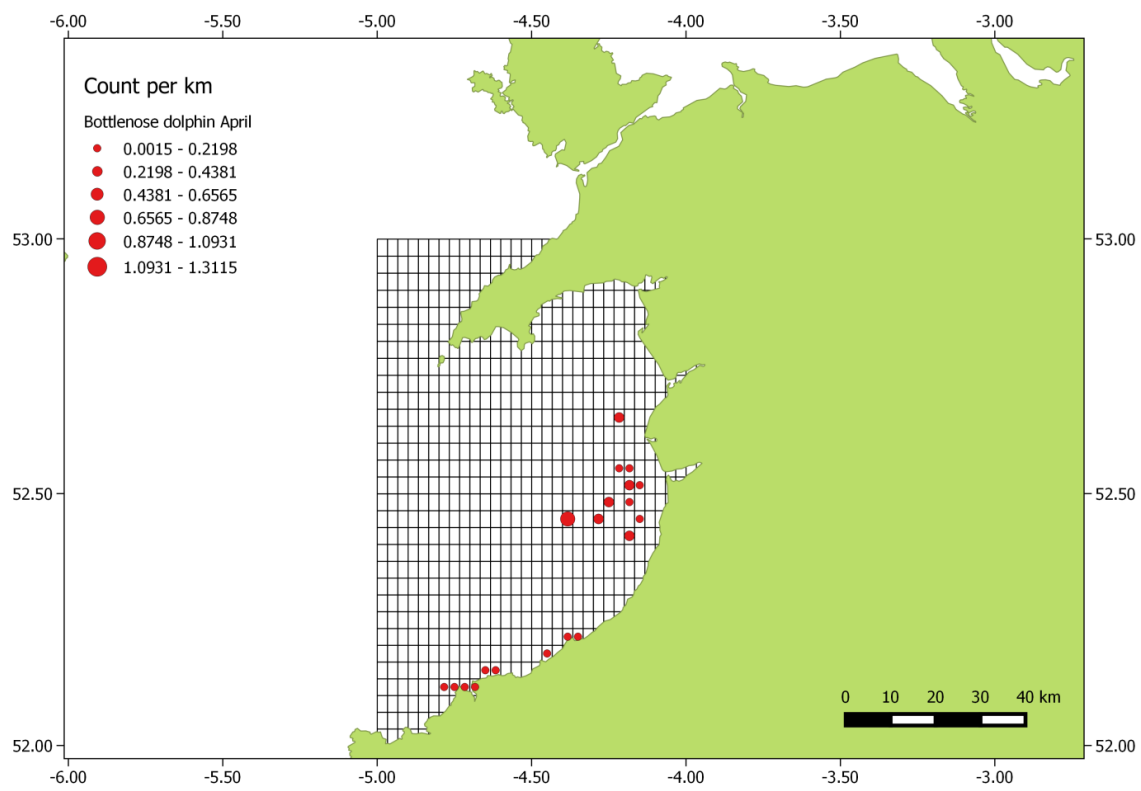 -6.00 -5.50 -5.00 -4.50 -4.00 -3.50 -3.00
Count per km
Bottlenose dolphin April
0.0015 - 0.2198
0.2198 - 0.4381
0.4381 - 0.6565
0.6565 - 0.8748
0.8748 - 1.0931
1.0931 - 1.3115
53.00 53.00
52.50 52.50
0 10 20 30 40 km
52.00 52.00
-6.00 -5.50 -5.00 -4.50 -4.00 -3.50 -3.00